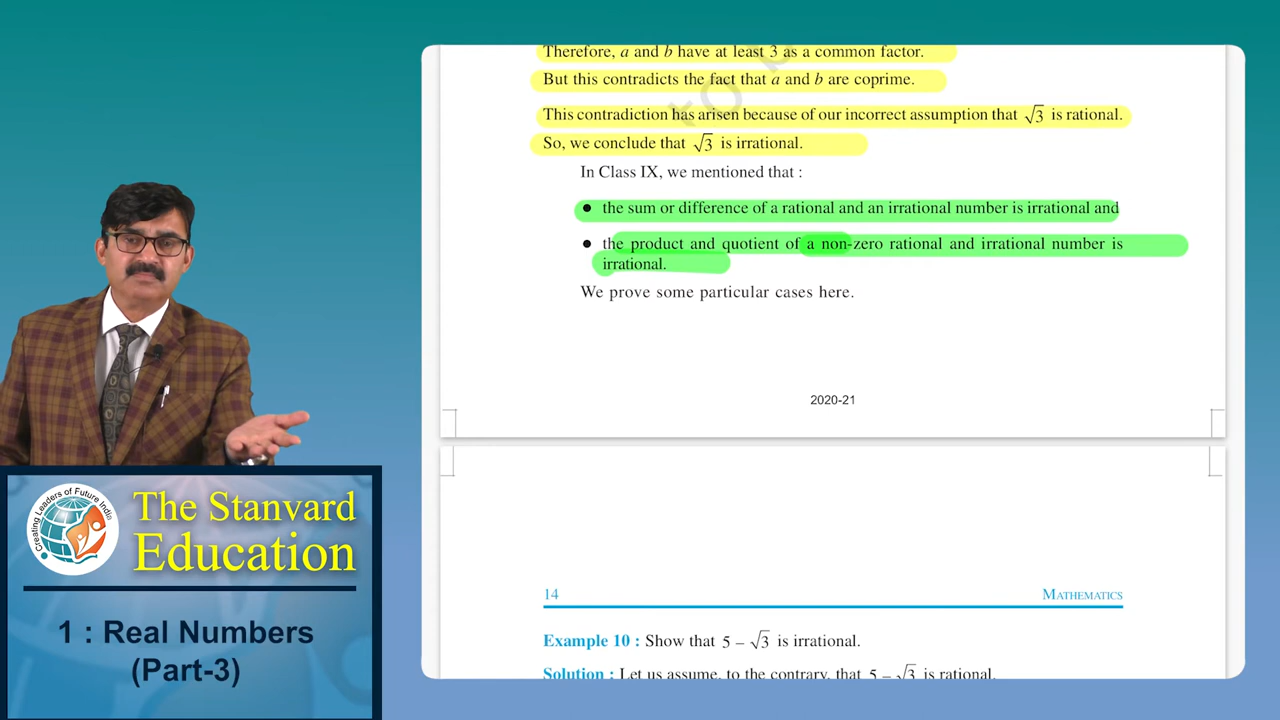 Therefore, a and b have at least 3 as a common factor.
But this contradicts the fact that a and b are coprime.
This contradiction has arisen because of our incorrect assumption that √3 is rational.
So, we conclude that √3 is irrational.
In Class IX, we mentioned that :
● the sum or difference of a rational and an irrational number is irrational and
● the product and quotient of a non-zero rational and irrational number is
irrational.
We prove some particular cases here.
2020-21
14 MATHEMATICS
Example 10 : Show that 5 – √3 is irrational.
Solution : Let us assume, to the contrary, that 5 – √3 is rational.
Creating Leaders of Future India
The Stanvard
Education
1 : Real Numbers
(Part-3)